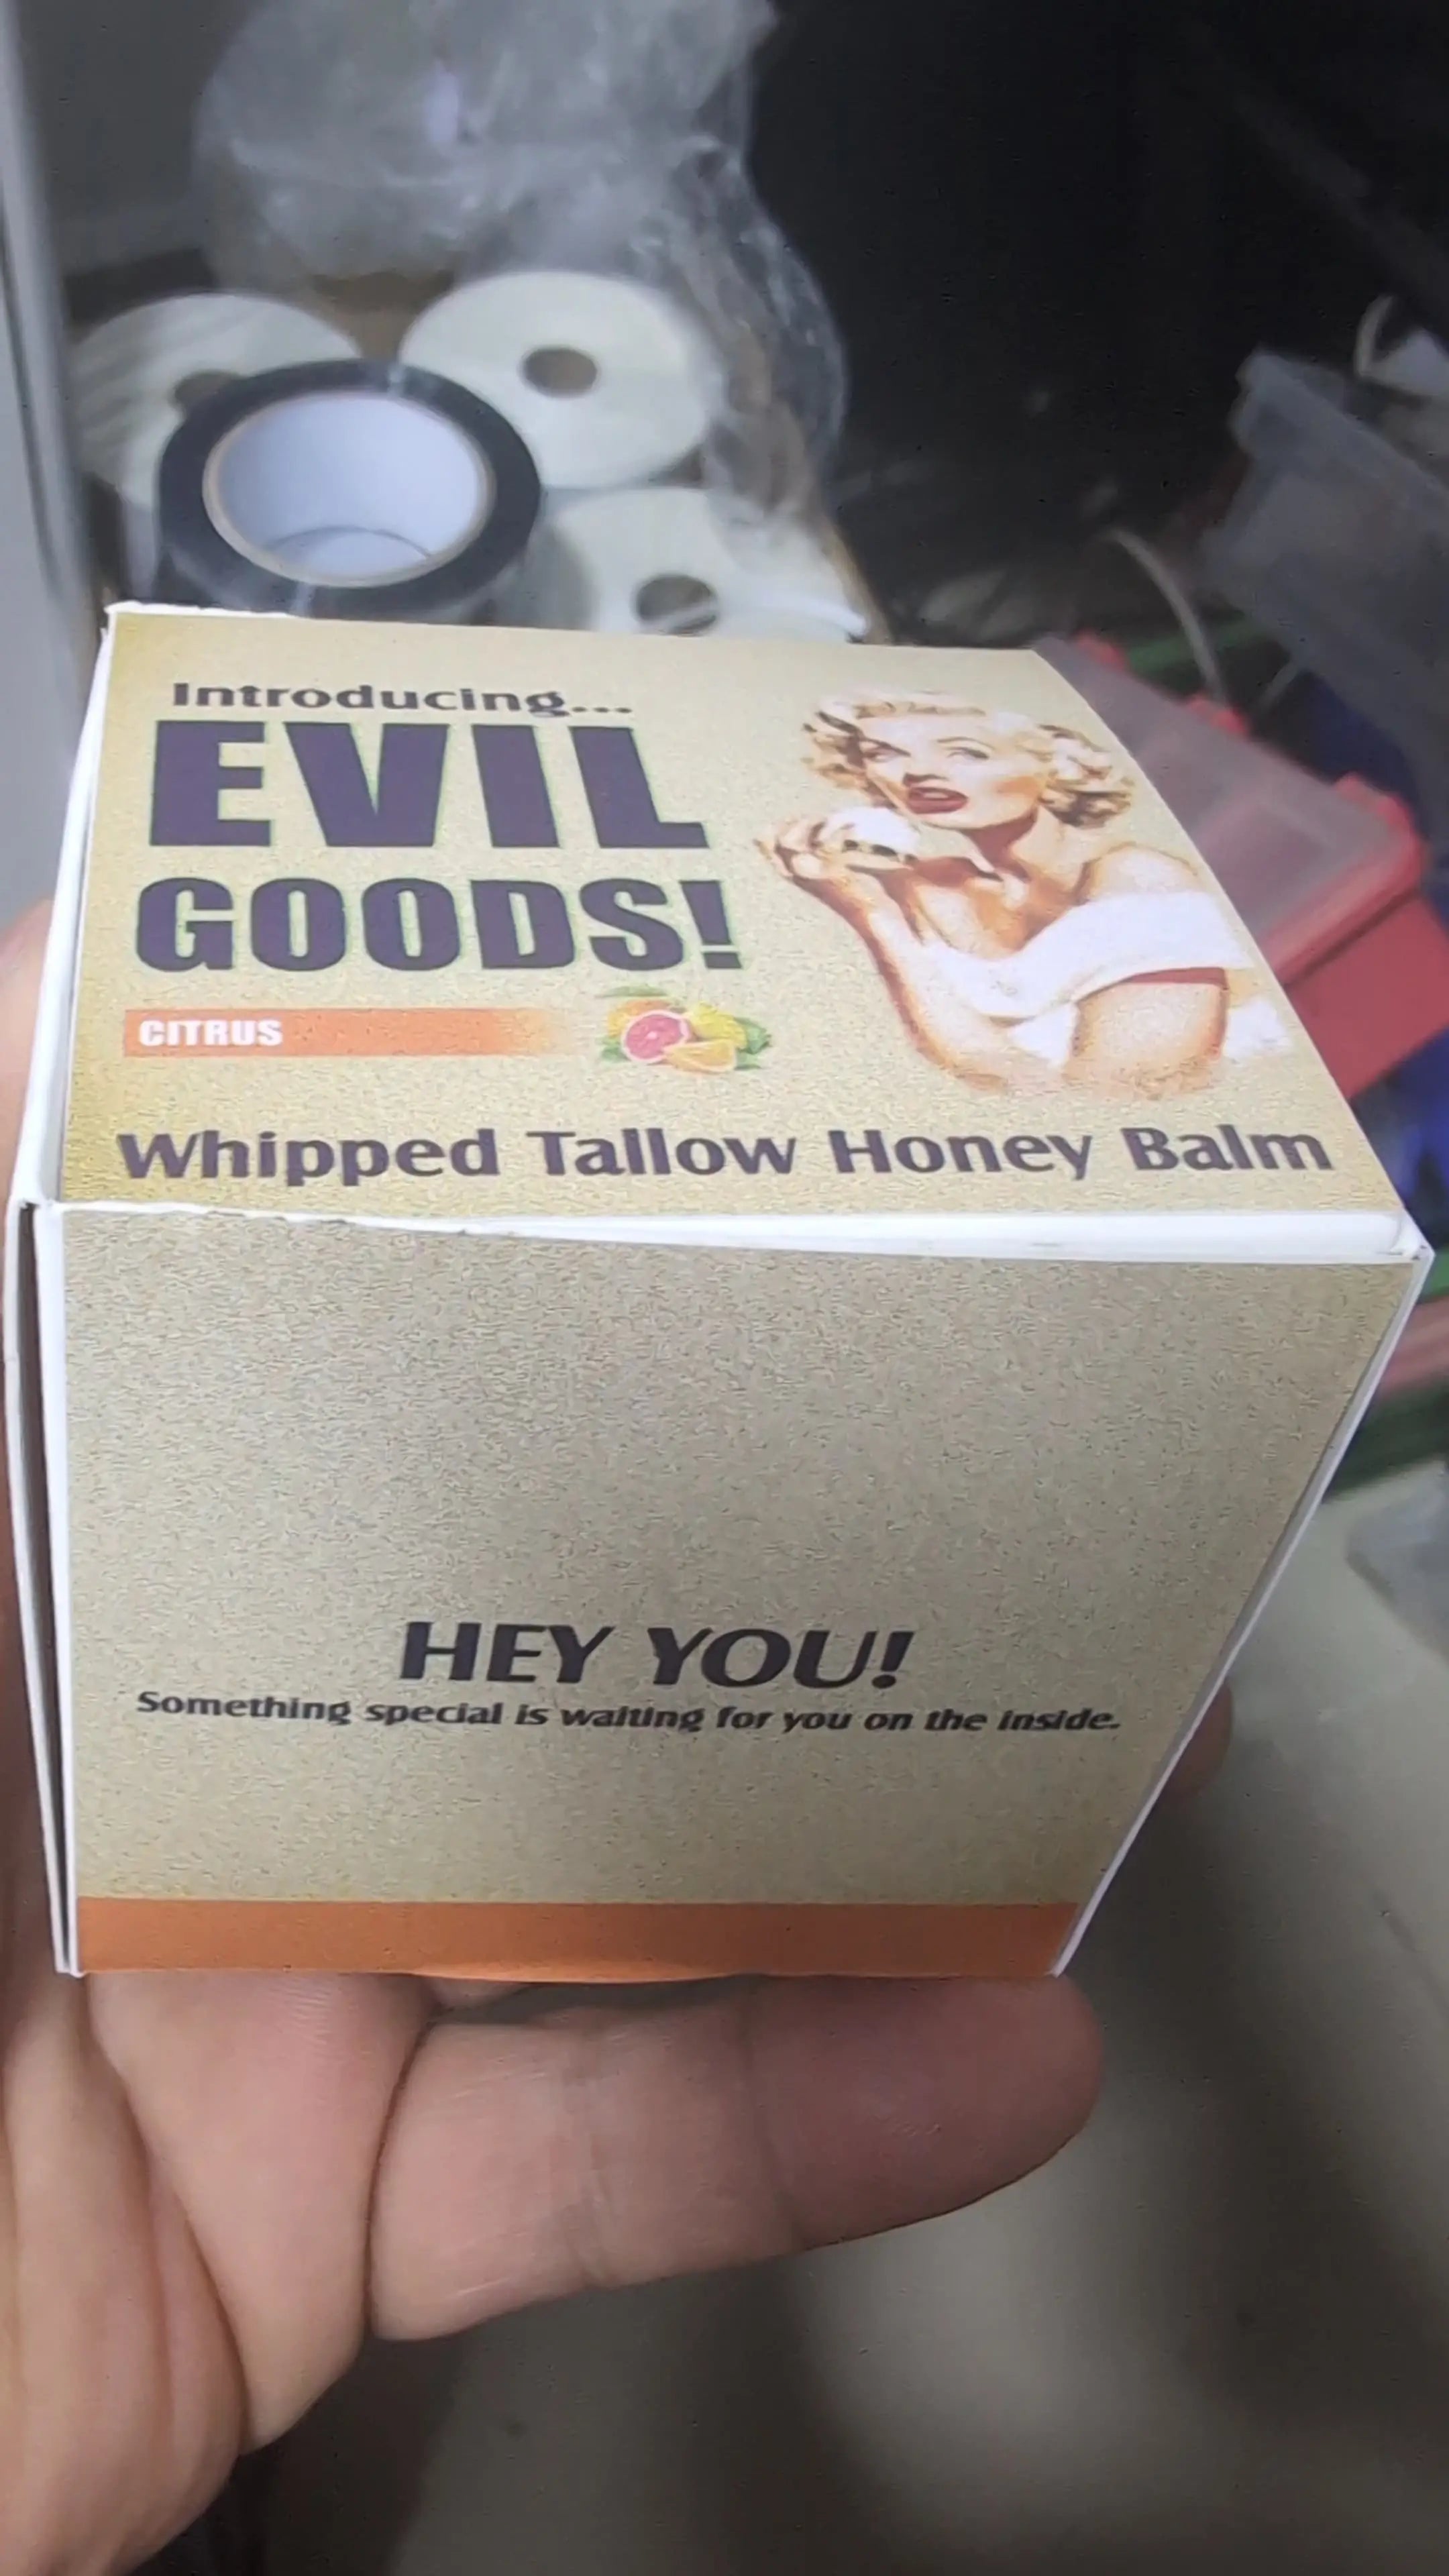 Introducing...
EVIL
GOODS!
CITRUS
Whipped Tallow Honey Balm
HEY YOU!
Something special is waiting for you on the inside.